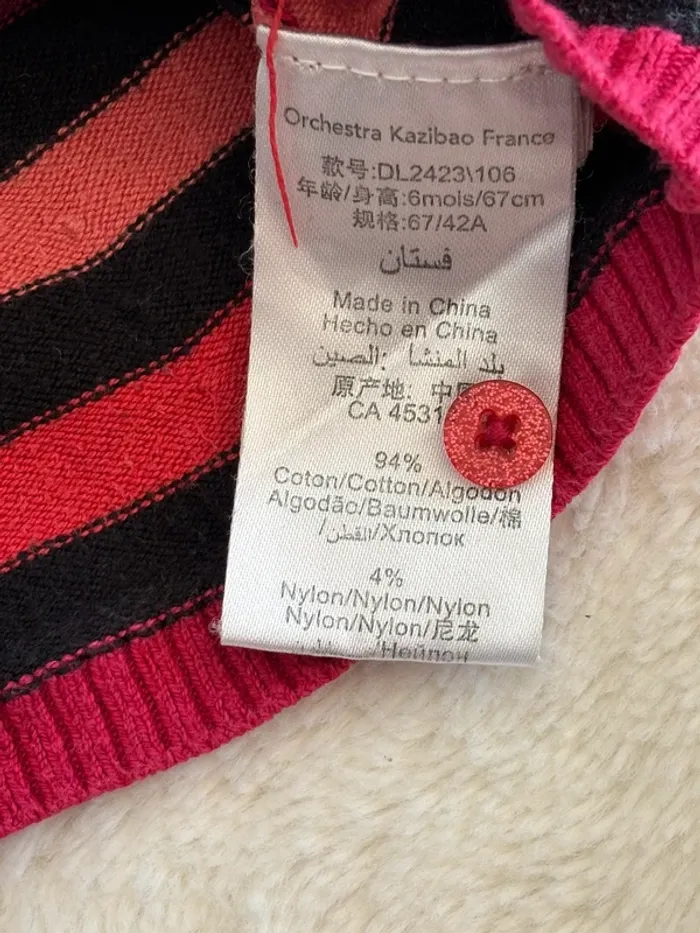 Orchestra Kazibao France
款号:DL2423\106
年龄/身高:6mois/67cm
规格:67/42A
فستان
Made in China
Hecho en China
بلد المنشأ :الصين
原产地: 中
CA 4531
94%
Coton/Cotton/Algodón
Algodão/Baumwolle/棉
/القطن/Хлопок
4%
Nylon/Nylon/Nylon
Nylon/Nylon/尼龙
/Нейлон